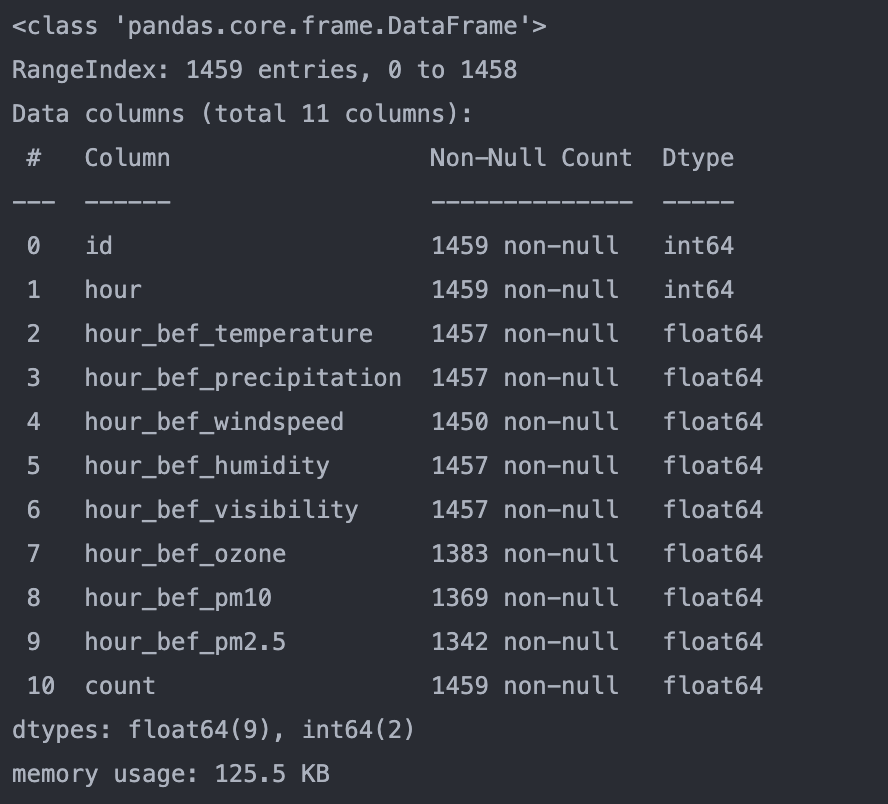 <class 'pandas.core.frame.DataFrame'>
RangeIndex: 1459 entries, 0 to 1458
Data columns (total 11 columns):
 #   Column                  Non-Null Count  Dtype
---  ------                  --------------  -----
 0   id                      1459 non-null   int64
 1   hour                    1459 non-null   int64
 2   hour_bef_temperature    1457 non-null   float64
 3   hour_bef_precipitation  1457 non-null   float64
 4   hour_bef_windspeed      1450 non-null   float64
 5   hour_bef_humidity       1457 non-null   float64
 6   hour_bef_visibility     1457 non-null   float64
 7   hour_bef_ozone          1383 non-null   float64
 8   hour_bef_pm10           1369 non-null   float64
 9   hour_bef_pm2.5          1342 non-null   float64
 10  count                   1459 non-null   float64
dtypes: float64(9), int64(2)
memory usage: 125.5 KB